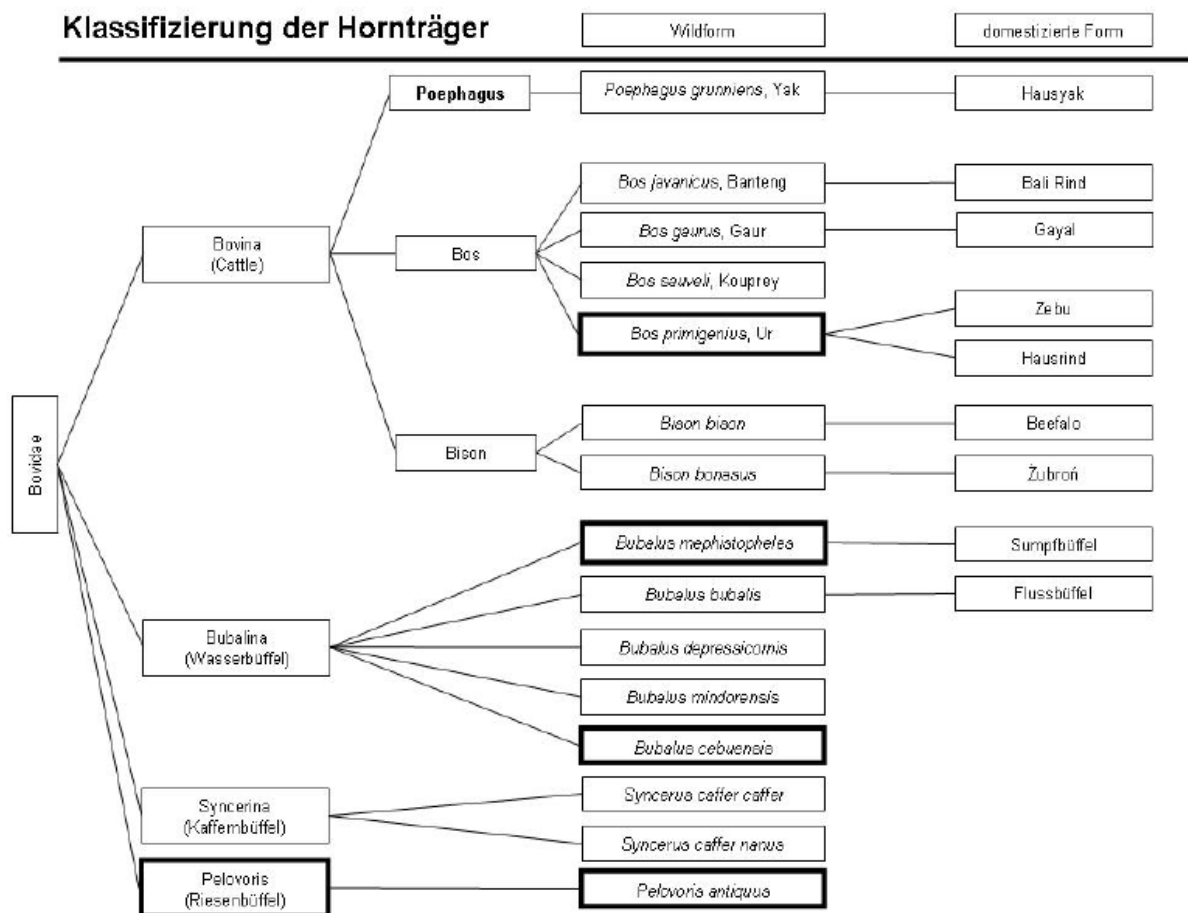 Klassifizierung der Hornträger
Wildform
domestizierte Form
Poephagus
Poephagus grunniens, Yak
Hausyak
Bos javanicus, Banteng
Bali Rind
Bovina
(Cattle)
Bos
Bos gaurus, Gaur
Gayal
Bos sauveli, Kouprey
Bos primigenius, Ur
Zebu
Hausrind
Bovidae
Bison
Bison bison
Beefalo
Bison bonasus
Żubroń
Bubalus mephistopheles
Sumpfbüffel
Bubalus bubalis
Flussbüffel
Bubalina
(Wasserbüffel)
Bubalus depressicornis
Bubalus mindorensis
Bubalus cebuensis
Syncerina
(Kaffernbüffel)
Syncerus caffer caffer
Syncerus caffer nanus
Pelovoris
(Riesenbüffel)
Pelovoris antiquus